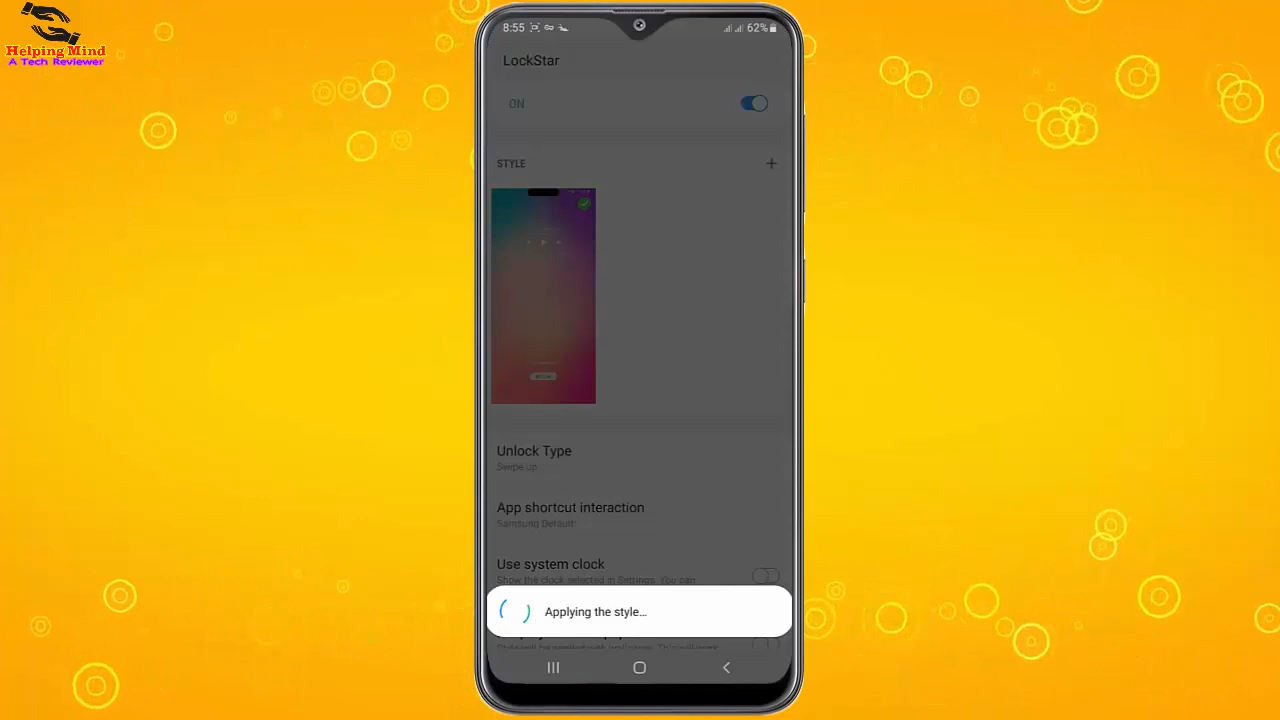 Helping Mind
A Tech Reviewer
8:55
62%
LockStar
ON
STYLE
Unlock Type
Swipe up
App shortcut interaction
Samsung Default
Use system clock
Show the clock selected in Settings. You can
Applying the style...